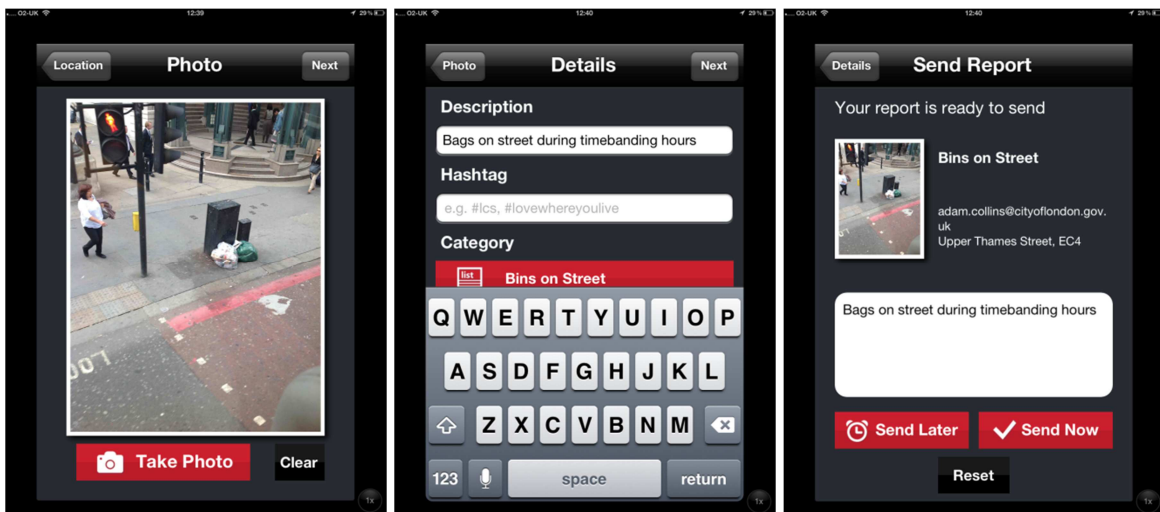 O2-UK 12:39 29%
Location Photo Next
LOO
Take Photo Clear
1x
O2-UK 12:40 29%
Photo Details Next
Description
Bags on street during timebanding hours
Hashtag
e.g. #lcs, #lovewhereyoulive
Category
list Bins on Street
Q W E R T Y U I O P
A S D F G H J K L
Z X C V B N M
123 space return
1x
O2-UK 12:40 29%
Details Send Report
Your report is ready to send
Bins on Street
adam.collins@cityoflondon.gov.
uk
Upper Thames Street, EC4
Bags on street during timebanding hours
Send Later Send Now
Reset
1x